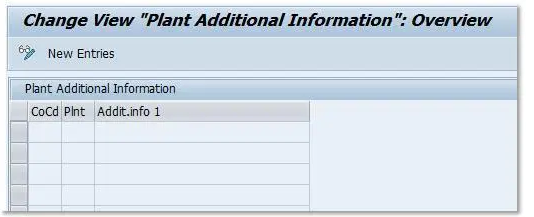 Change View "Plant Additional Information": Overview
New Entries
Plant Additional Information
CoCd Plnt Addit.info 1